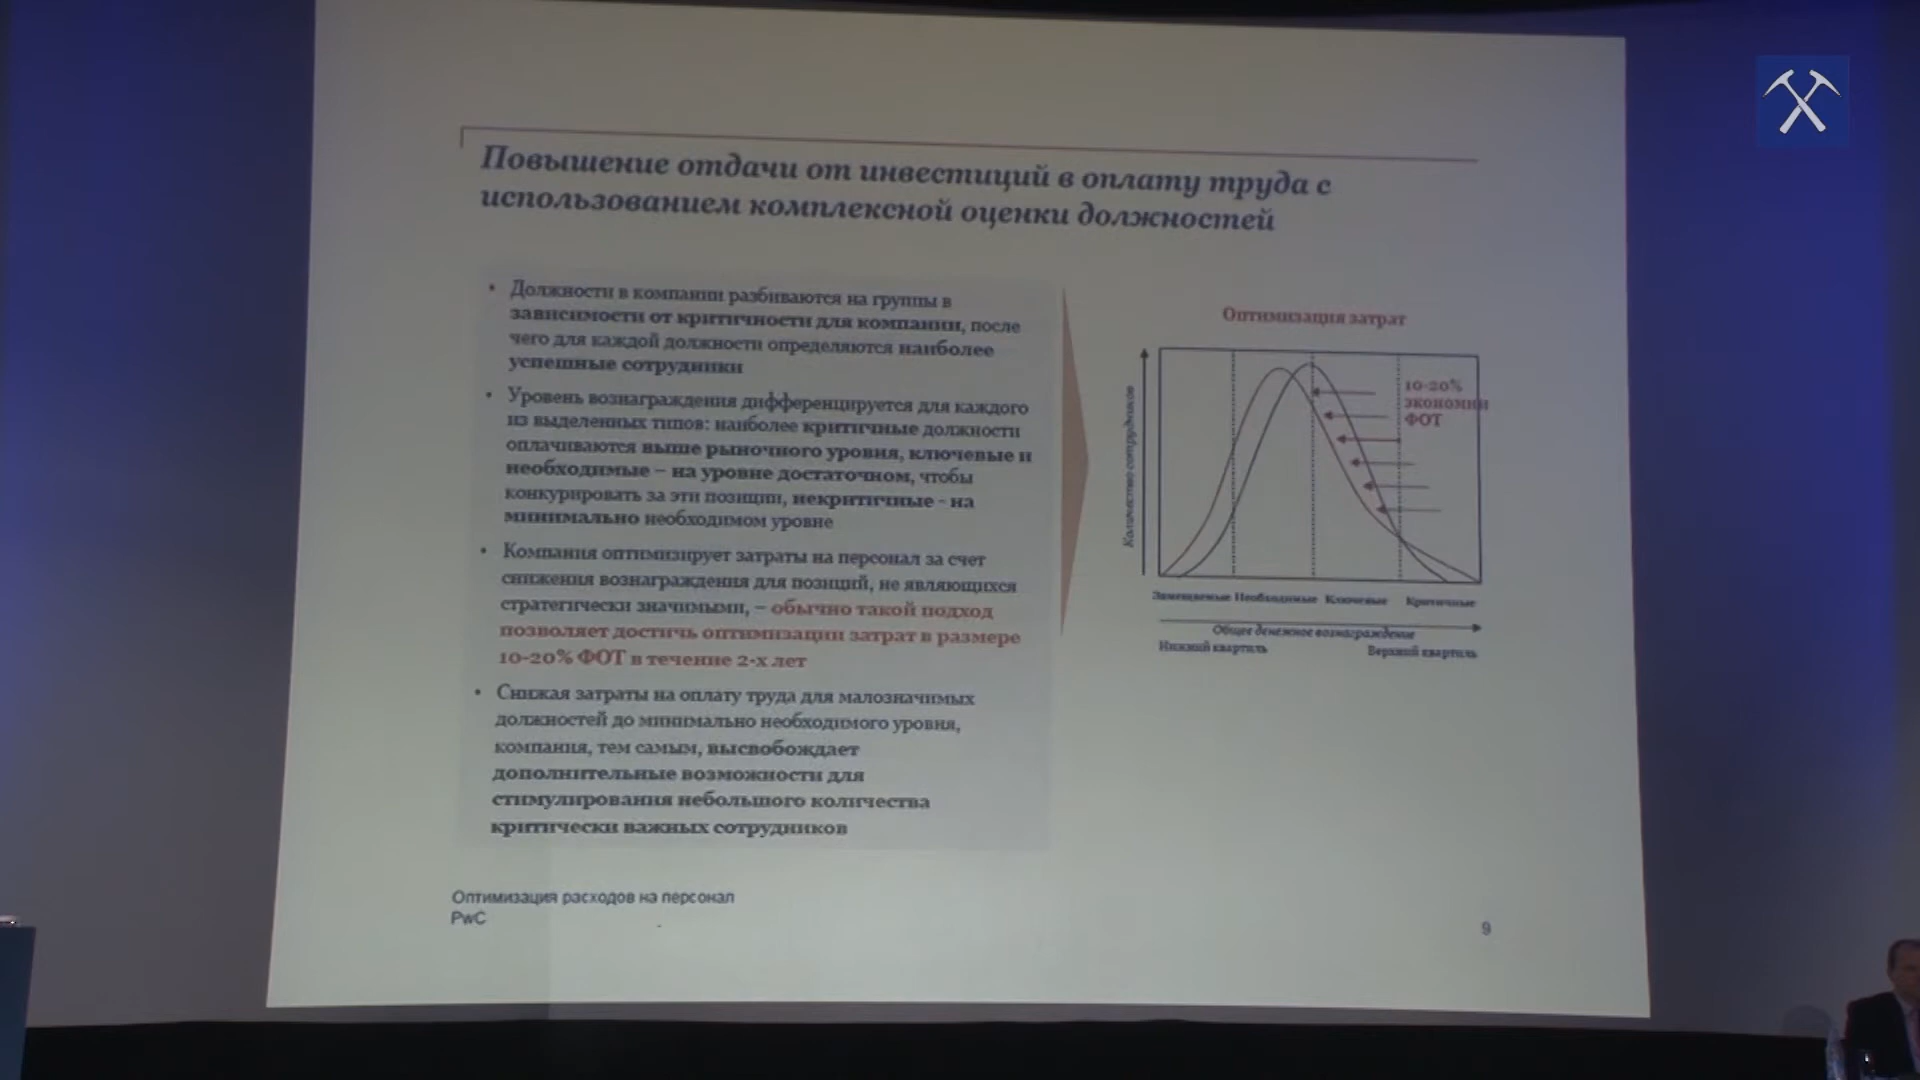 Повышение отдачи от инвестиций в оплату труда с
использованием комплексной оценки должностей
• Должности в компании разбиваются на группы в
зависимости от критичности для компании, после
чего для каждой должности определяются наиболее
успешные сотрудники
• Уровень вознаграждения дифференцируется для каждого
из выделенных типов: наиболее критичные должности
оплачиваются выше рыночного уровня, ключевые и
необходимые – на уровне достаточном, чтобы
конкурировать за эти позиции, некритичные - на
минимально необходимом уровне
• Компания оптимизирует затраты на персонал за счет
снижения вознаграждения для позиций, не являющихся
стратегически значимыми, – обычно такой подход
позволяет достичь оптимизации затрат в размере
10-20% ФОТ в течение 2-х лет
• Снижая затраты на оплату труда для малозначимых
должностей до минимально необходимого уровня,
компания, тем самым, высвобождает
дополнительные возможности для
стимулирования небольшого количества
критически важных сотрудников
Оптимизация затрат
10-20%
экономии
ФОТ
Количество сотрудников
Замещаемые Необходимые Ключевые Критичные
Общее денежное вознаграждение
Нижний квартиль Верхний квартиль
Оптимизация расходов на персонал
PwC
9